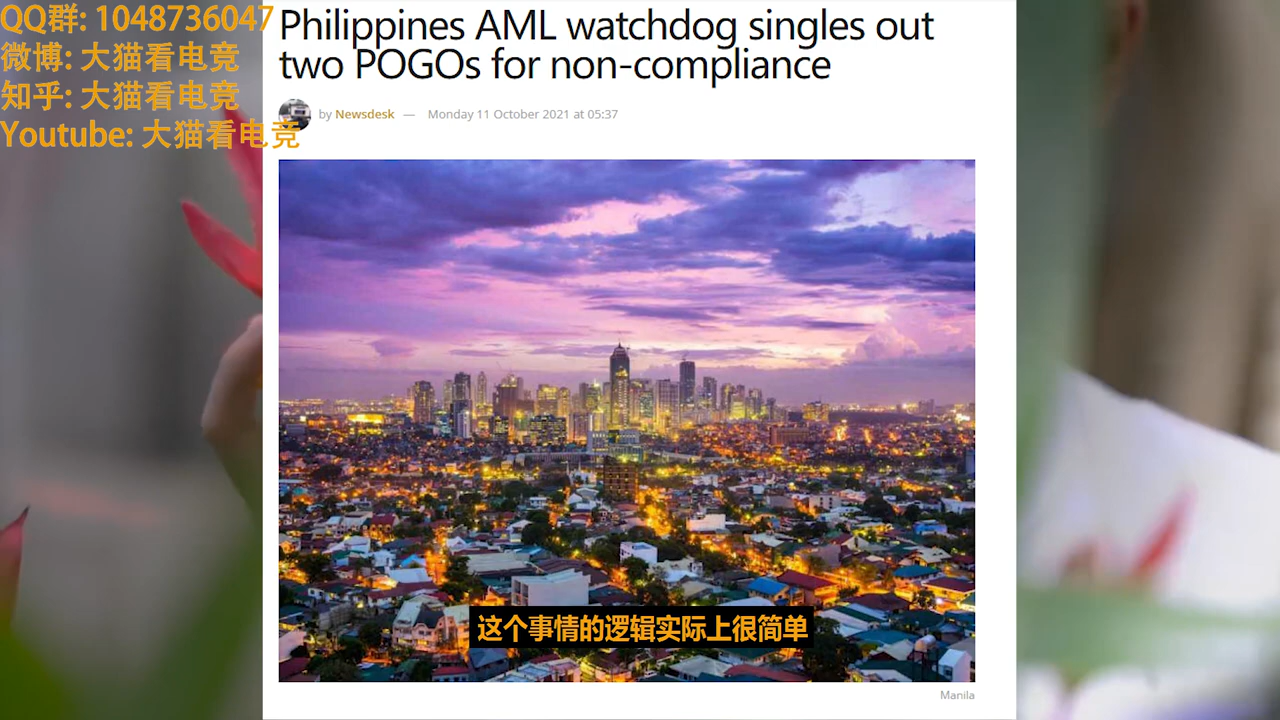 QQ群: 1048736047
微博: 大猫看电竞
知乎: 大猫看电竞
Youtube: 大猫看电竞
Philippines AML watchdog singles out
two POGOs for non-compliance
by Newsdesk — Monday 11 October 2021 at 05:37
这个事情的逻辑实际上很简单
Manila